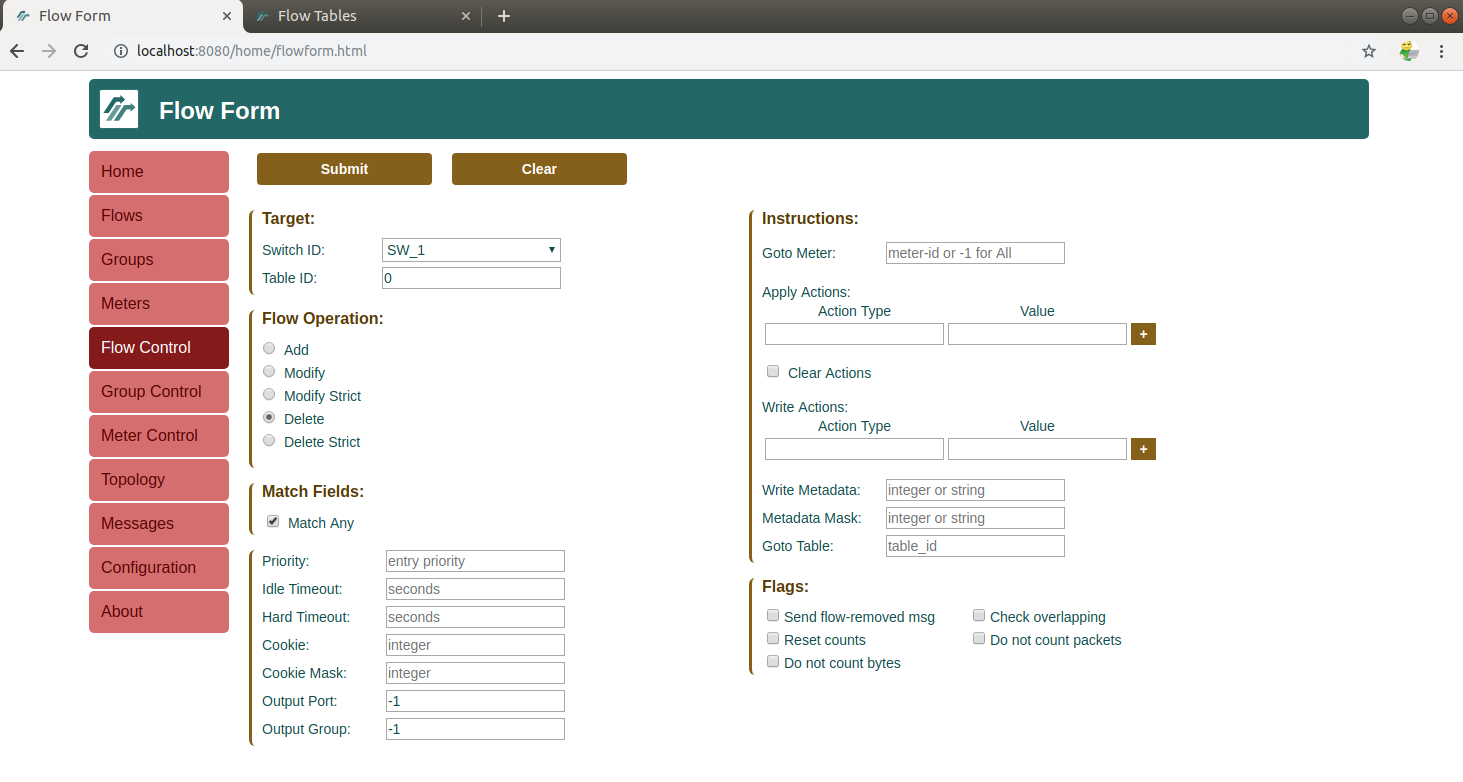 Flow Form
Flow Tables
localhost:8080/home/flowform.html
Flow Form
Home
Flows
Groups
Meters
Flow Control
Group Control
Meter Control
Topology
Messages
Configuration
About
Submit Clear
Target:
Switch ID: SW_1
Table ID: 0
Flow Operation:
Add
Modify
Modify Strict
Delete
Delete Strict
Match Fields:
Match Any
Priority: entry priority
Idle Timeout: seconds
Hard Timeout: seconds
Cookie: integer
Cookie Mask: integer
Output Port: -1
Output Group: -1
Instructions:
Goto Meter: meter-id or -1 for All
Apply Actions:
Action Type Value
+
Clear Actions
Write Actions:
Action Type Value
+
Write Metadata: integer or string
Metadata Mask: integer or string
Goto Table: table_id
Flags:
Send flow-removed msg Check overlapping
Reset counts Do not count packets
Do not count bytes